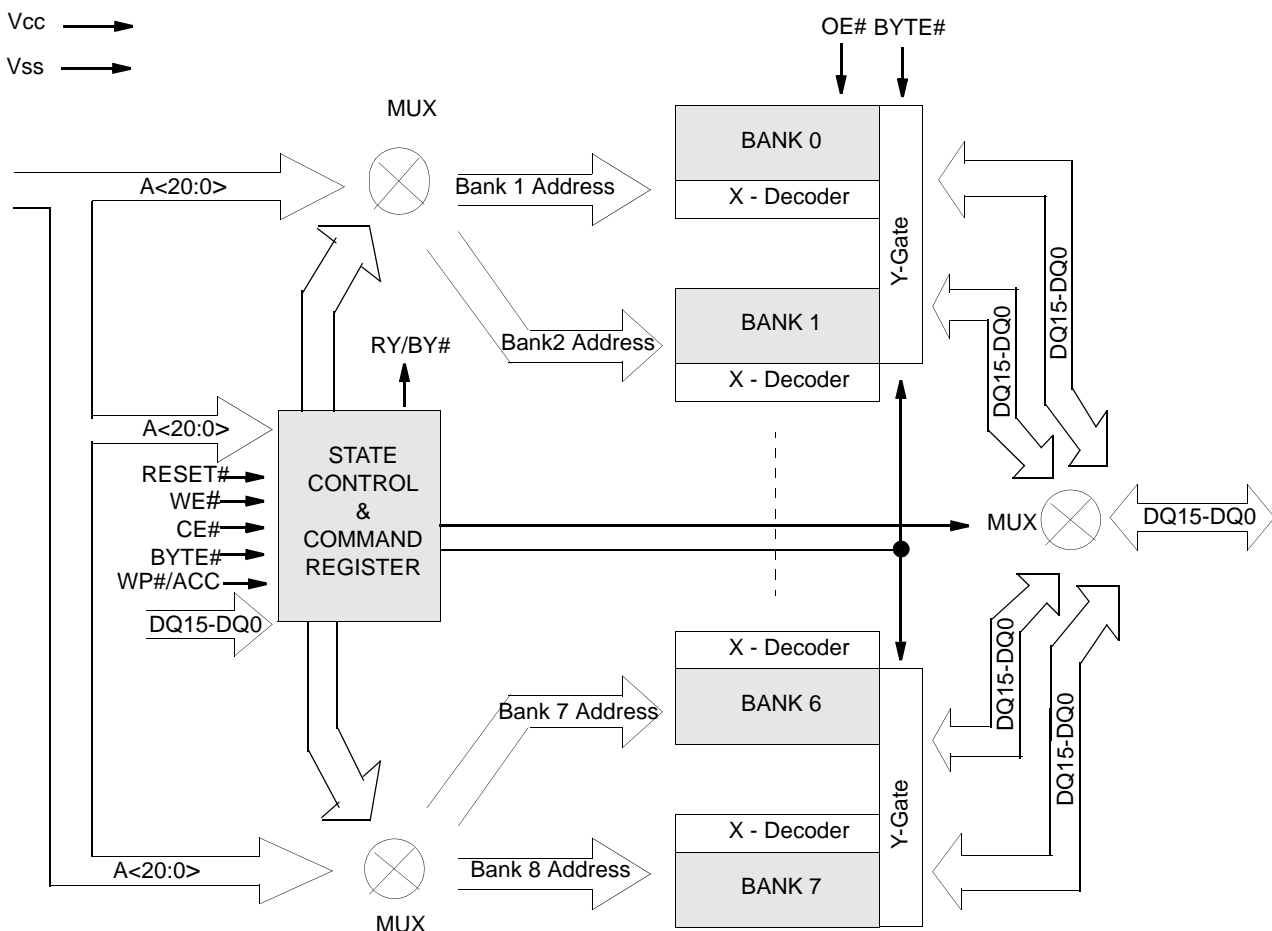 Vcc
Vss
OE# BYTE#
MUX
BANK 0
A<20:0>
Bank 1 Address
X - Decoder
Y-Gate
DQ15-DQ0
BANK 1
DQ15-DQ0
Bank2 Address
RY/BY#
X - Decoder
A<20:0>
STATE
CONTROL
&
COMMAND
REGISTER
RESET#
WE#
CE#
BYTE#
WP#/ACC
DQ15-DQ0
MUX
DQ15-DQ0
X - Decoder
BANK 6
Bank 7 Address
DQ15-DQ0
DQ15-DQ0
Y-Gate
X - Decoder
A<20:0>
Bank 8 Address
BANK 7
MUX